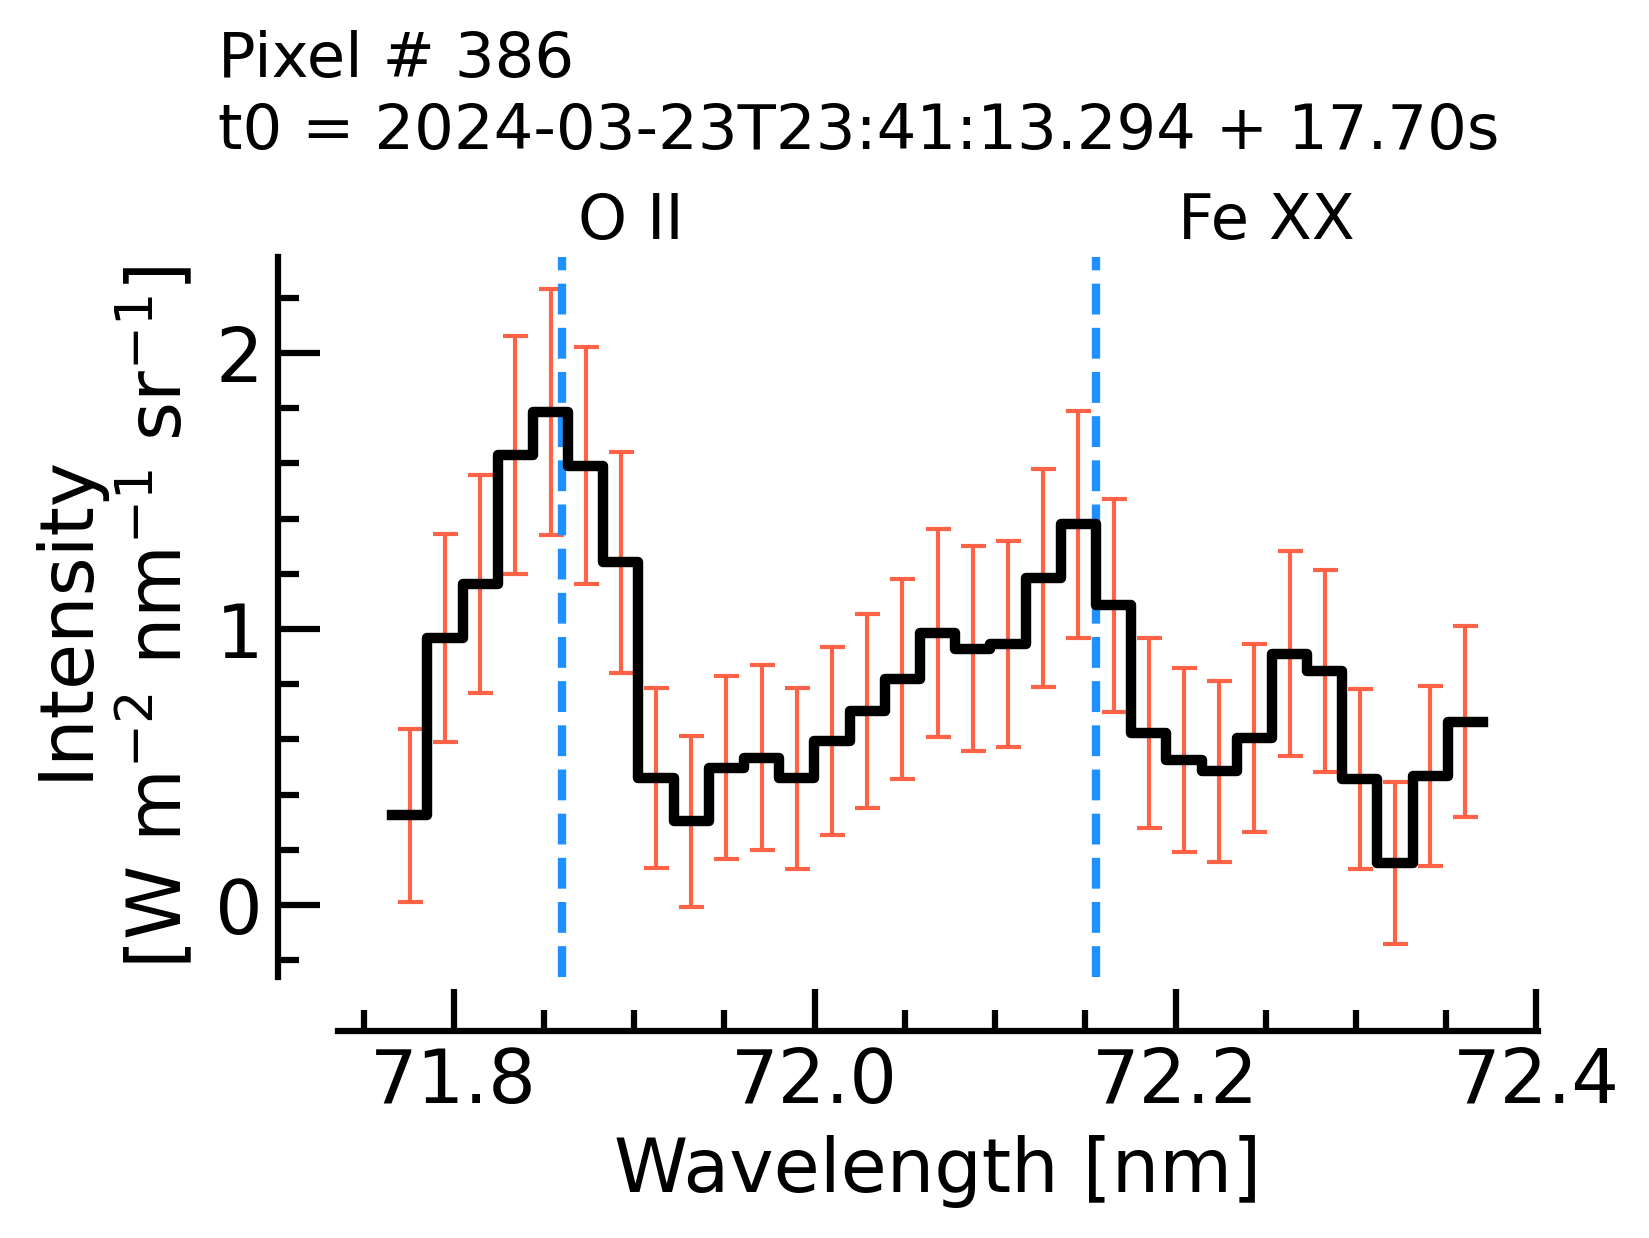 Pixel # 386
t0 = 2024-03-23T23:41:13.294 + 17.70s
O II
Fe XX
Intensity
[W m⁻² nm⁻¹ sr⁻¹]
2
1
0
71.8
72.0
72.2
72.4
Wavelength [nm]